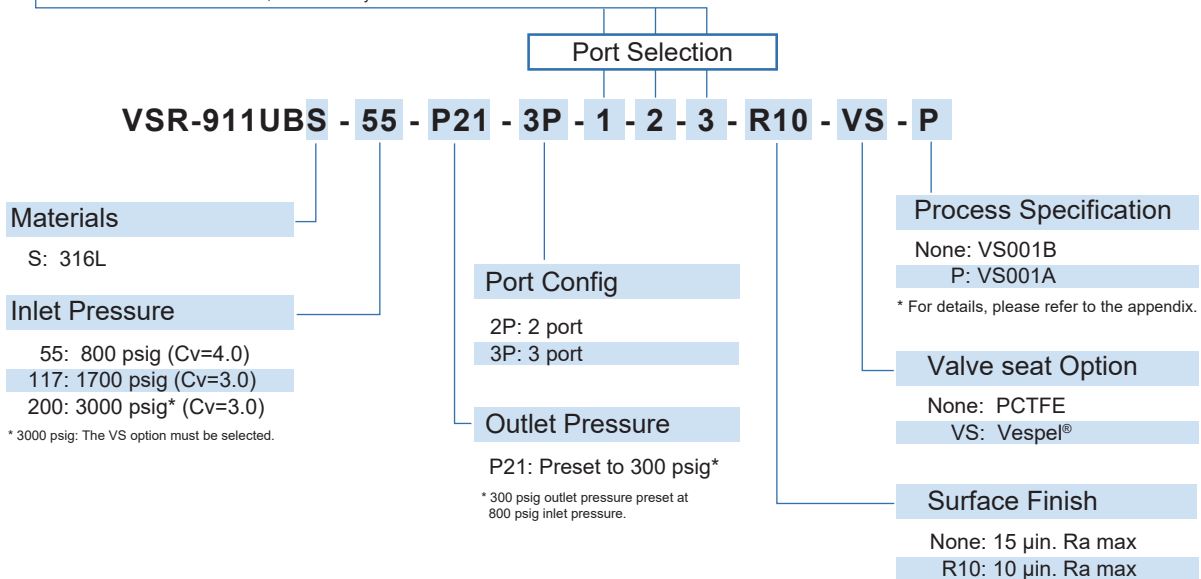 Port Selection
VSR-911UBS - 55 - P21 - 3P - 1 - 2 - 3 - R10 - VS - P
Materials
S: 316L
Inlet Pressure
55: 800 psig (Cv=4.0)
117: 1700 psig (Cv=3.0)
200: 3000 psig* (Cv=3.0)
* 3000 psig: The VS option must be selected.
Port Config
2P: 2 port
3P: 3 port
Outlet Pressure
P21: Preset to 300 psig*
* 300 psig outlet pressure preset at
800 psig inlet pressure.
Process Specification
None: VS001B
P: VS001A
* For details, please refer to the appendix.
Valve seat Option
None: PCTFE
VS: Vespel®
Surface Finish
None: 15 µin. Ra max
R10: 10 µin. Ra max